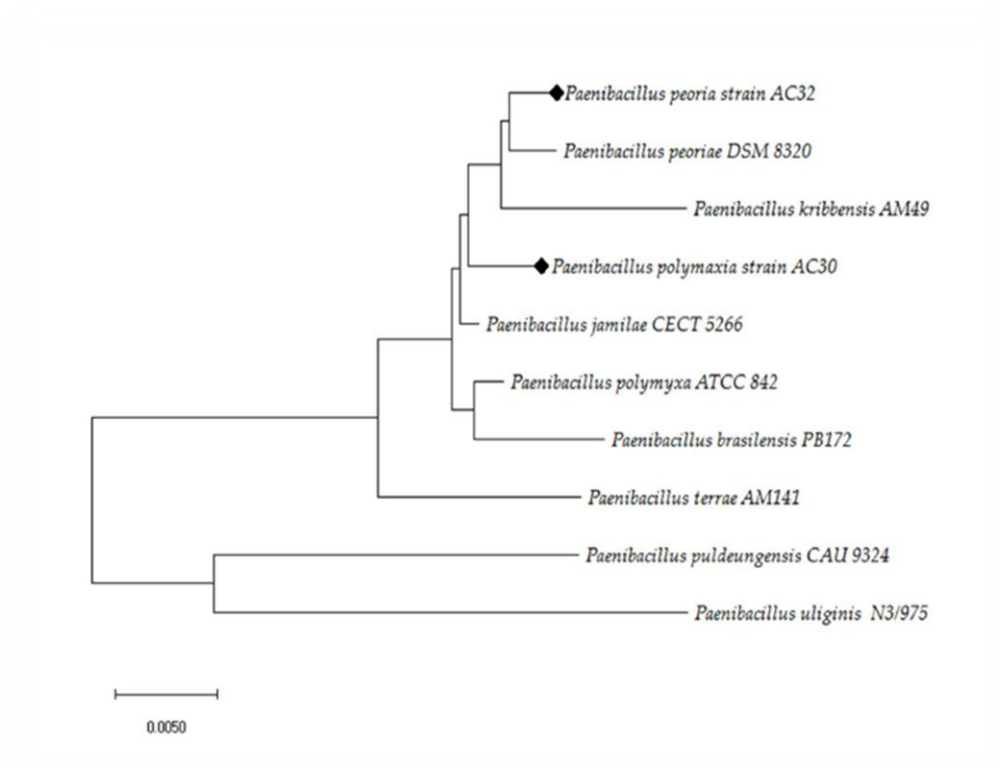 Paenibacillus peoria strain AC32
Paenibacillus peoriae DSM 8320
Paenibacillus kribbensis AM49
Paenibacillus polymaxia strain AC30
Paenibacillus jamilae CECT 5266
Paenibacillus polymyxa ATCC 842
Paenibacillus brasilensis PB172
Paenibacillus terrae AM141
Paenibacillus puldeungensis CAU 9324
Paenibacillus uliginis N3/975
0.0050